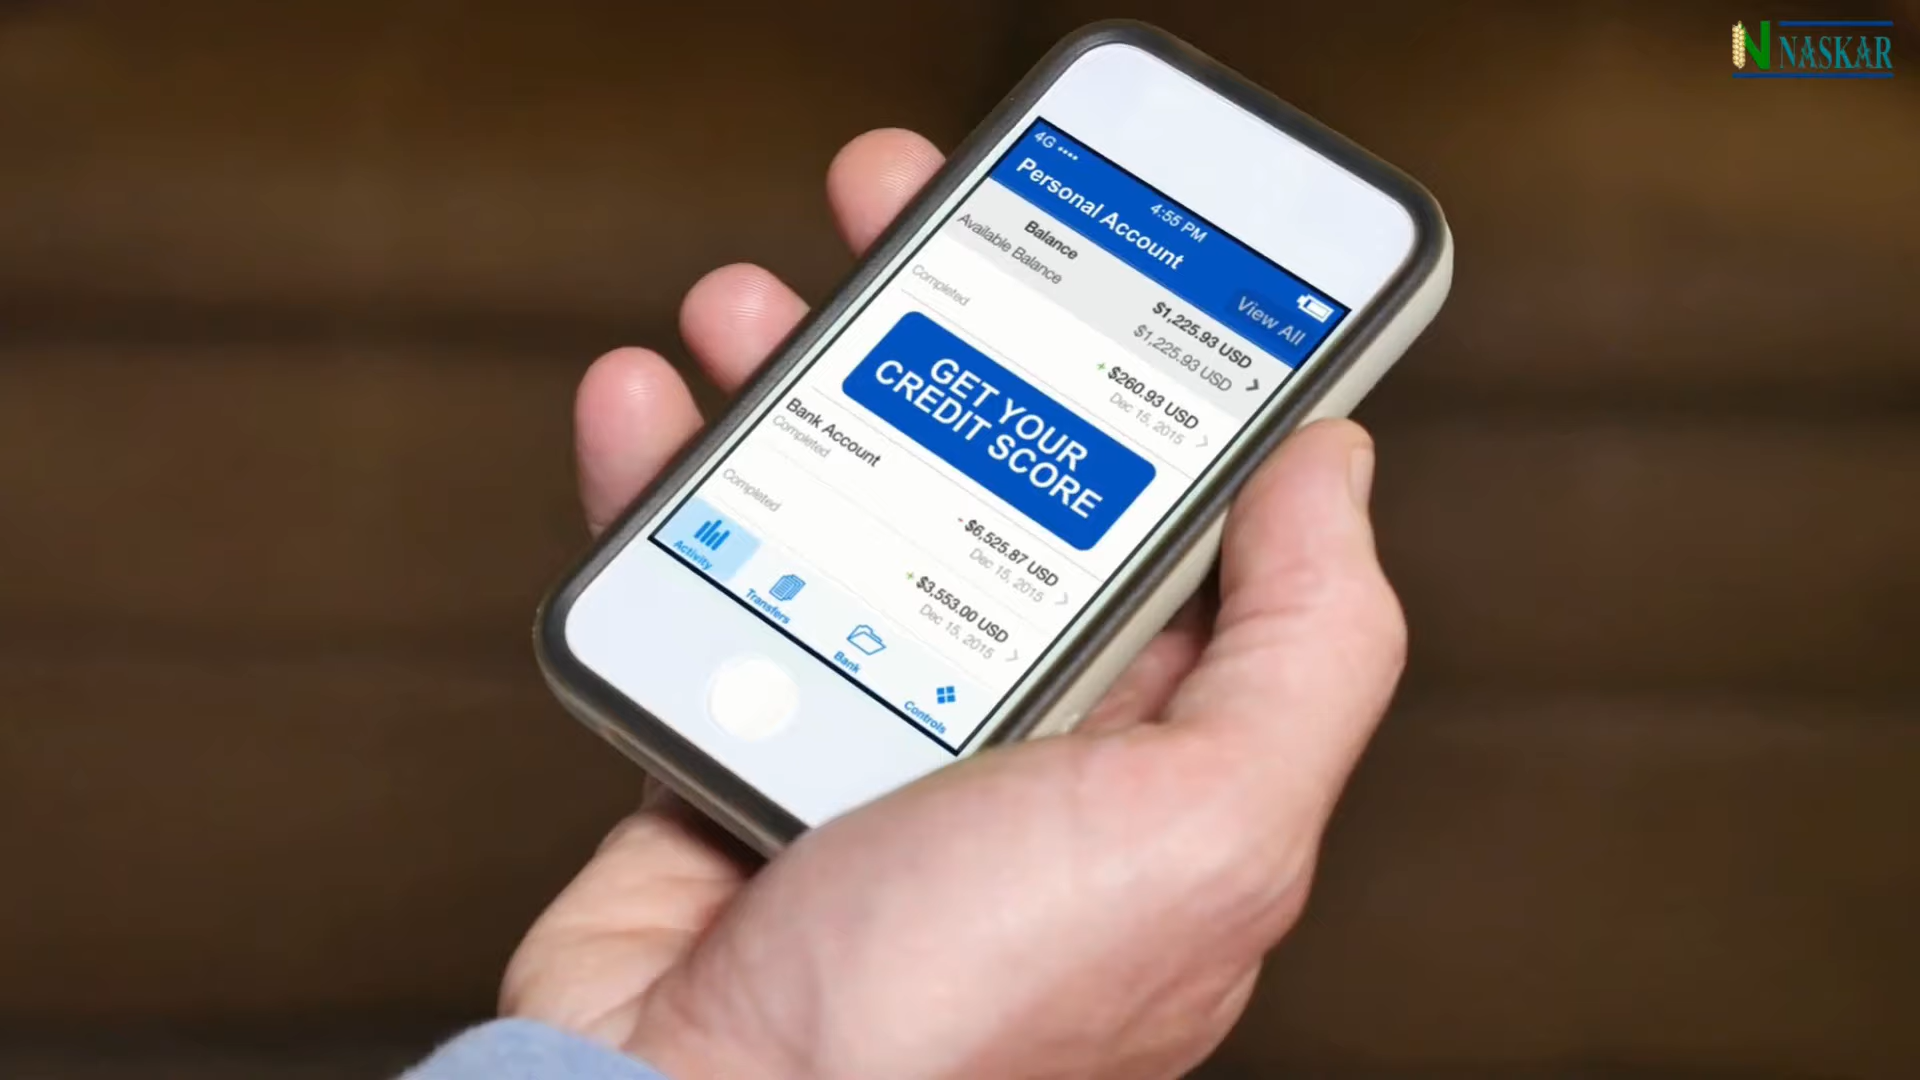 NASKAR
4G
4:55 PM
Personal Account
View All
Balance
$1,225.93 USD
Available Balance
$1,225.93 USD
+ $260.93 USD
Completed
Dec 15, 2015
GET YOUR
CREDIT SCORE
Bank Account
- $6,525.87 USD
Completed
Dec 15, 2015
+ $3,553.00 USD
Completed
Dec 15, 2015
Activity
Transfers
Bank
Controls